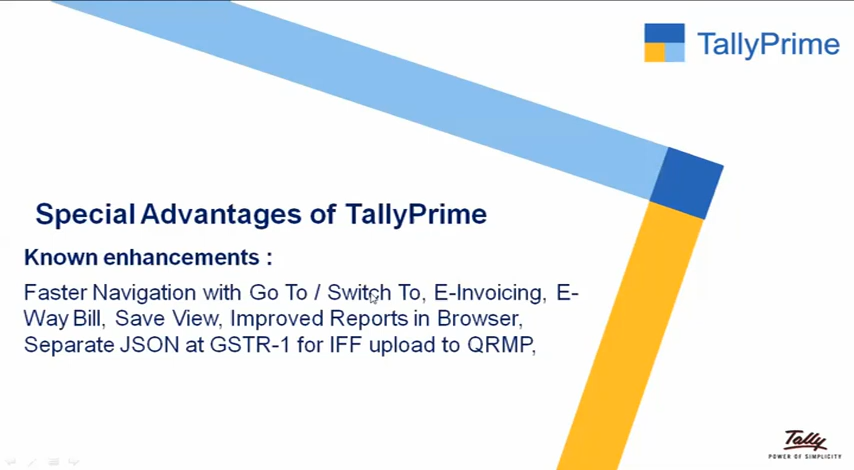 TallyPrime
Special Advantages of TallyPrime
Known enhancements :
Faster Navigation with Go To / Switch To, E-Invoicing, E-
Way Bill, Save View, Improved Reports in Browser,
Separate JSON at GSTR-1 for IFF upload to QRMP,
Tally
POWER OF SIMPLICITY